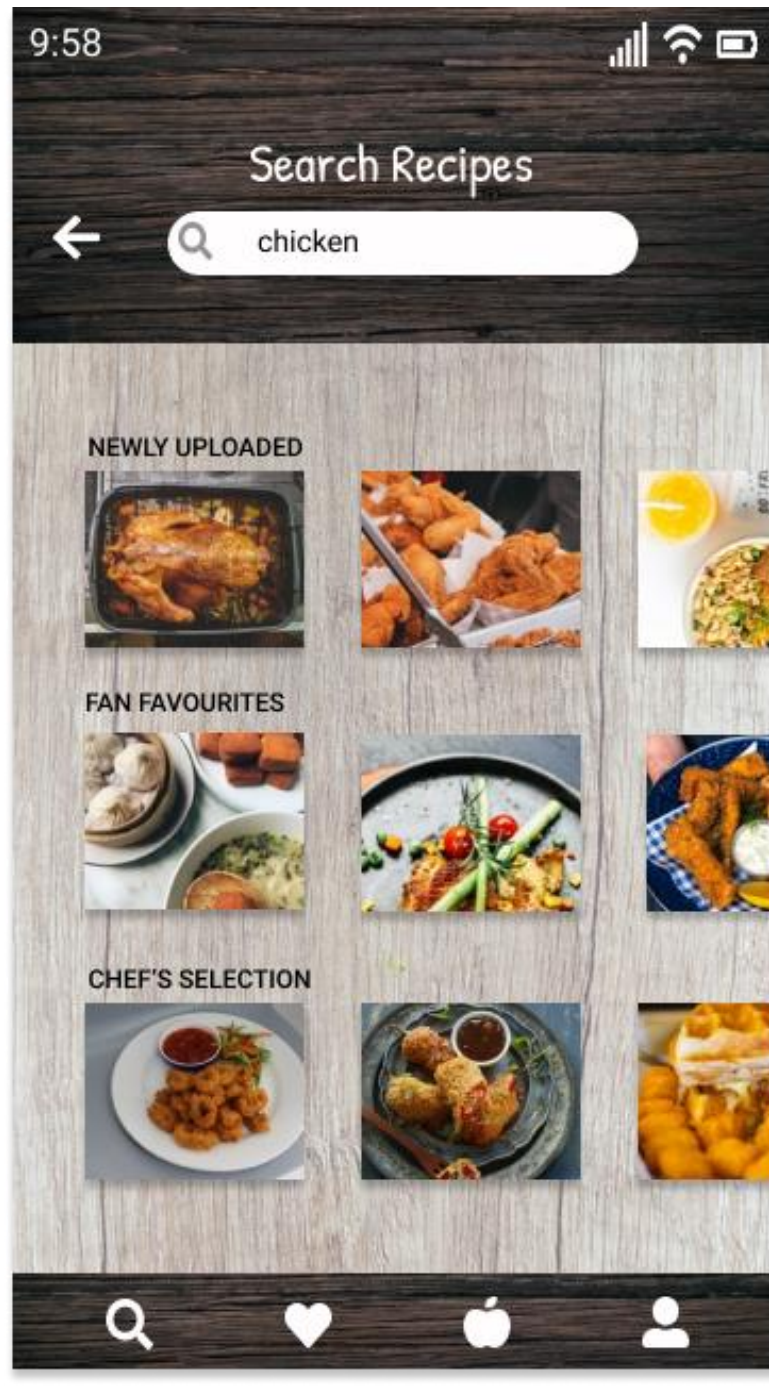 9:58
Search Recipes
chicken
NEWLY UPLOADED
FAN FAVOURITES
CHEF'S SELECTION